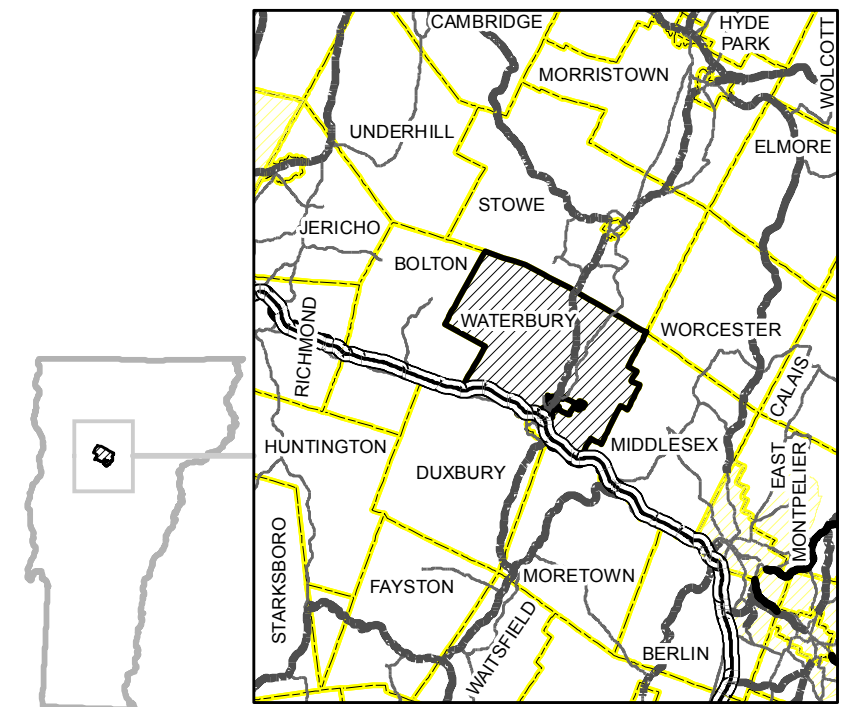 CAMBRIDGE
HYDE
PARK
WOLCOTT
MORRISTOWN
UNDERHILL
ELMORE
STOWE
JERICHO
BOLTON
WATERBURY
WORCESTER
RICHMOND
CALAIS
HUNTINGTON
MIDDLESEX
DUXBURY
EAST
MONTPELIER
STARKSBORO
FAYSTON
MORETOWN
WAITSFIELD
BERLIN